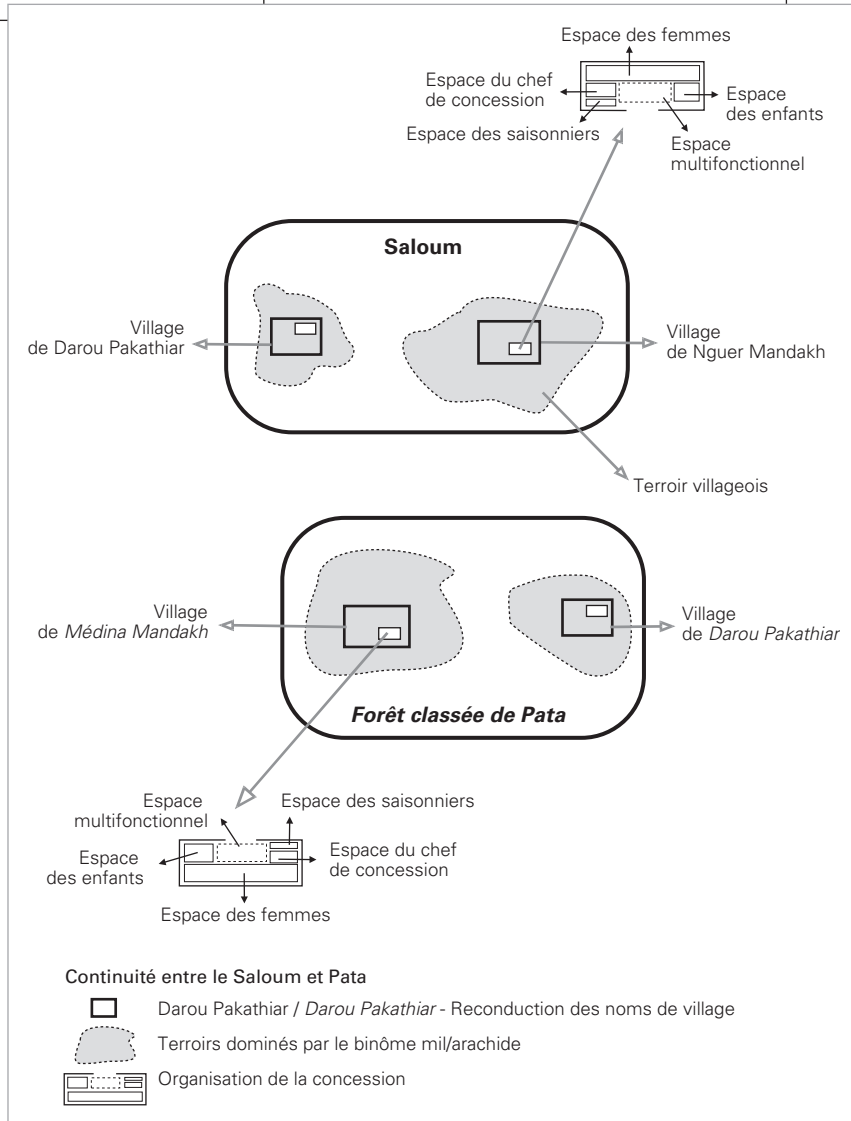 Espace des femmes
Espace du chef
de concession
Espace
des enfants
Espace des saisonniers
Espace
multifonctionnel
Saloum
Village
de Darou Pakathiar
Village
de Nguer Mandakh
Terroir villageois
Village
de Médina Mandakh
Village
de Darou Pakathiar
Forêt classée de Pata
Espace
multifonctionnel
Espace des saisonniers
Espace
des enfants
Espace du chef
de concession
Espace des femmes
Continuité entre le Saloum et Pata
Darou Pakathiar / Darou Pakathiar - Reconduction des noms de village
Terroirs dominés par le binôme mil/arachide
Organisation de la concession